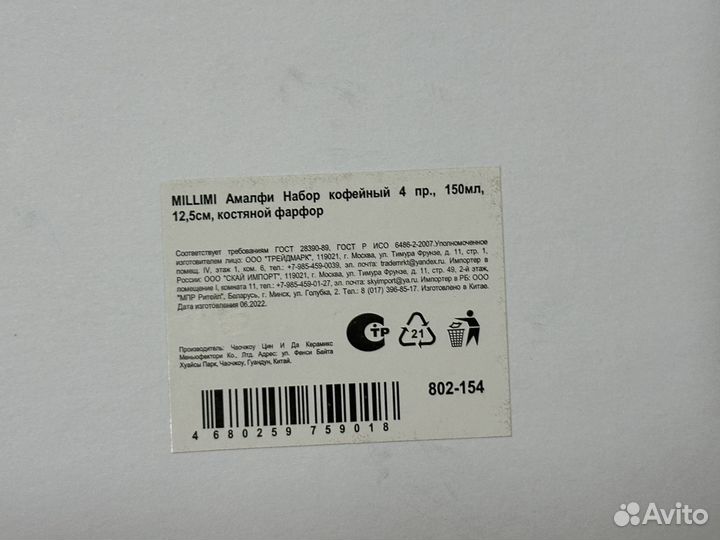 MILLIMI Амалфи Набор кофейный 4 пр., 150мл,
12,5см, костяной фарфор
Соответствует требованиям ГОСТ 28390-89, ГОСТ Р ИСО 6486-2-2007.Уполномоченное
изготовителем лицо: ООО "ТРЕЙДМАРК", 119021, г. Москва, ул. Тимура Фрунзе, д. 11, стр. 1,
помещ. IV, этаж 1, ком. 6, тел.: +7-985-459-0039, эл. почта: trademrkt@yandex.ru. Импортер в
России: ООО "СКАЙ ИМПОРТ", 119021, г. Москва, ул. Тимура Фрунзе, д. 11, стр. 49, 2-й этаж,
помещение I, комната 11, тел.: +7-985-459-01-27, эл. почта: skyimport@ya.ru. Импортер в РБ: ООО
"МПР Ритейл", Беларусь, г. Минск, ул. Голубка, 2. Тел.: 8 (017) 396-85-17. Изготовлено в Китае.
Дата изготовления 06.2022.
Производитель: Чаочжоу Цин И Да Керамикс
Меньюфектори Ко., Лтд. Адрес: ул. Фенси Байта
Хуайсы Парк, Чаочжоу, Гуандун, Китай.
СТР
21
802-154
4 680259 759018
Avito